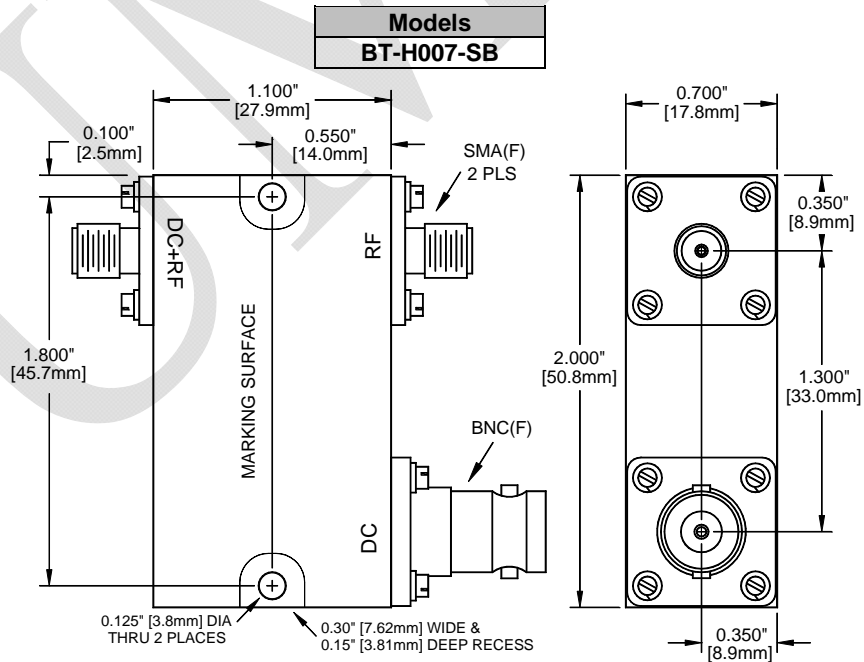 Models
BT-H007-SB
1.100"
[27.9mm]
0.700"
[17.8mm]
0.100"
[2.5mm]
0.550"
[14.0mm]
SMA(F)
2 PLS
0.350"
[8.9mm]
DC+RF
RF
MARKING SURFACE
1.800"
[45.7mm]
2.000"
[50.8mm]
1.300"
[33.0mm]
BNC(F)
DC
0.125" [3.8mm] DIA
THRU 2 PLACES
0.30" [7.62mm] WIDE &
0.15" [3.81mm] DEEP RECESS
0.350"
[8.9mm]